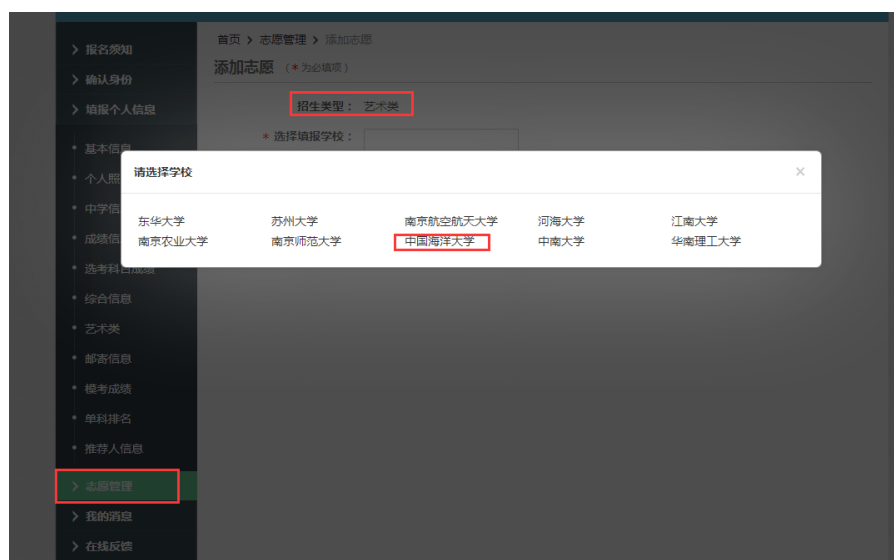 报名须知
确认身份
填报个人信息
基本信息
个人照
中学信
成绩信
选考科目成绩
综合信息
艺术类
邮寄信息
模考成绩
单科排名
推荐人信息
志愿管理
我的消息
在线反馈
首页 > 志愿管理 > 添加志愿
添加志愿 (*为必填项)
招生类型： 艺术类
* 选择填报学校：
请选择学校 ×
东华大学 苏州大学 南京航空航天大学 河海大学 江南大学
南京农业大学 南京师范大学 中国海洋大学 中南大学 华南理工大学